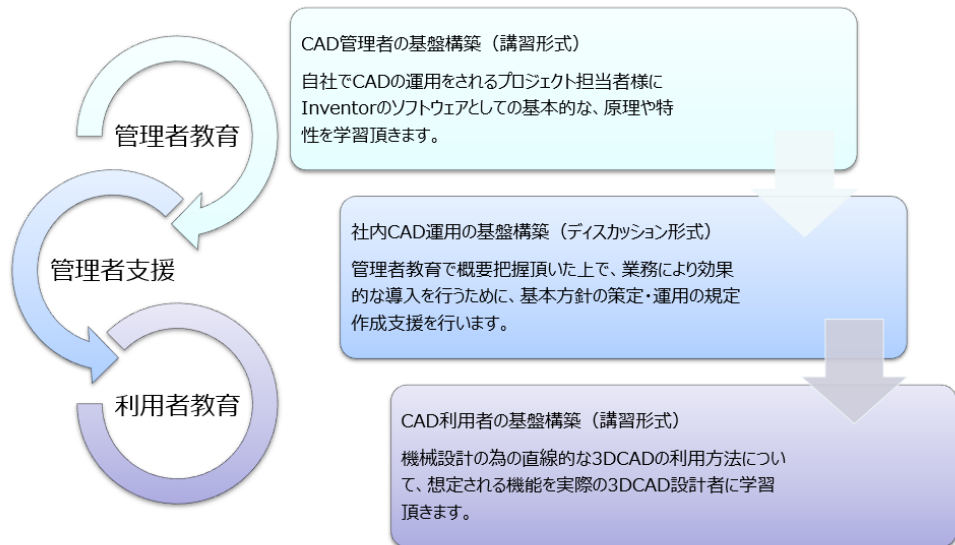 管理者教育
CAD管理者の基盤構築（講習形式）
自社でCADの運用をされるプロジェクト担当者様に
Inventorのソフトウェアとしての基本的な、原理や特
性を学習頂きます。
管理者支援
社内CAD運用の基盤構築（ディスカッション形式）
管理者教育で概要把握頂いた上で、業務により効果
的な導入を行うために、基本方針の策定・運用の規定
作成支援を行います。
利用者教育
CAD利用者の基盤構築（講習形式）
機械設計の為の直線的な3DCADの利用方法につい
て、想定される機能を実際の3DCAD設計者に学習
頂きます。